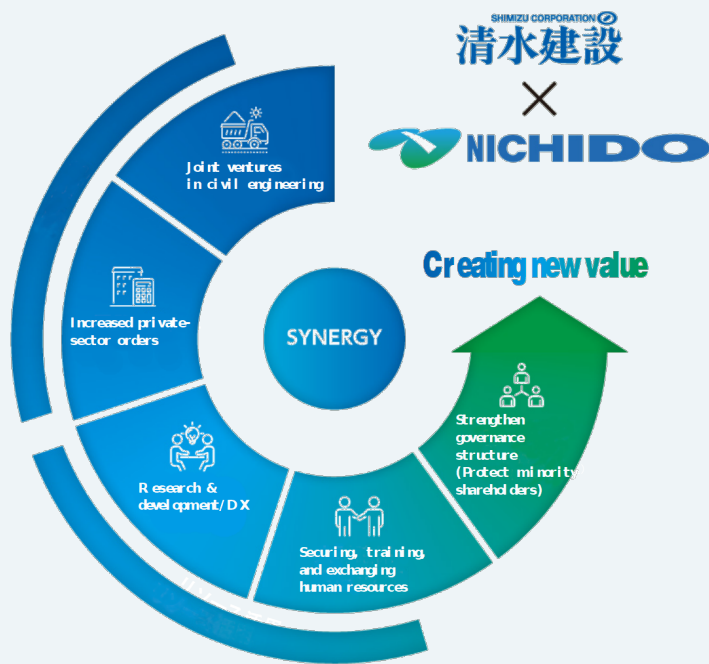 SHIMIZU CORPORATION
清水建設
×
NICHIDO
Creating new value
Joint ventures
in civil engineering
Increased private-
sector orders
SYNERGY
Research &
development/DX
Securing, training,
and exchanging
human resources
Strengthen
governance
structure
(Protect minority
shareholders)